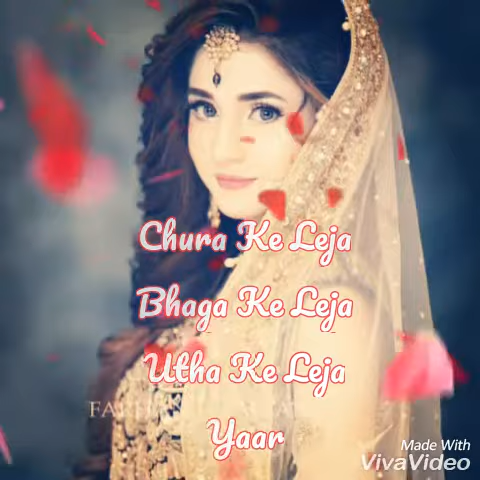 Chura Ke Leja
Bhaga Ke Leja
Utha Ke Leja
Yaar
Made With
VivaVideo